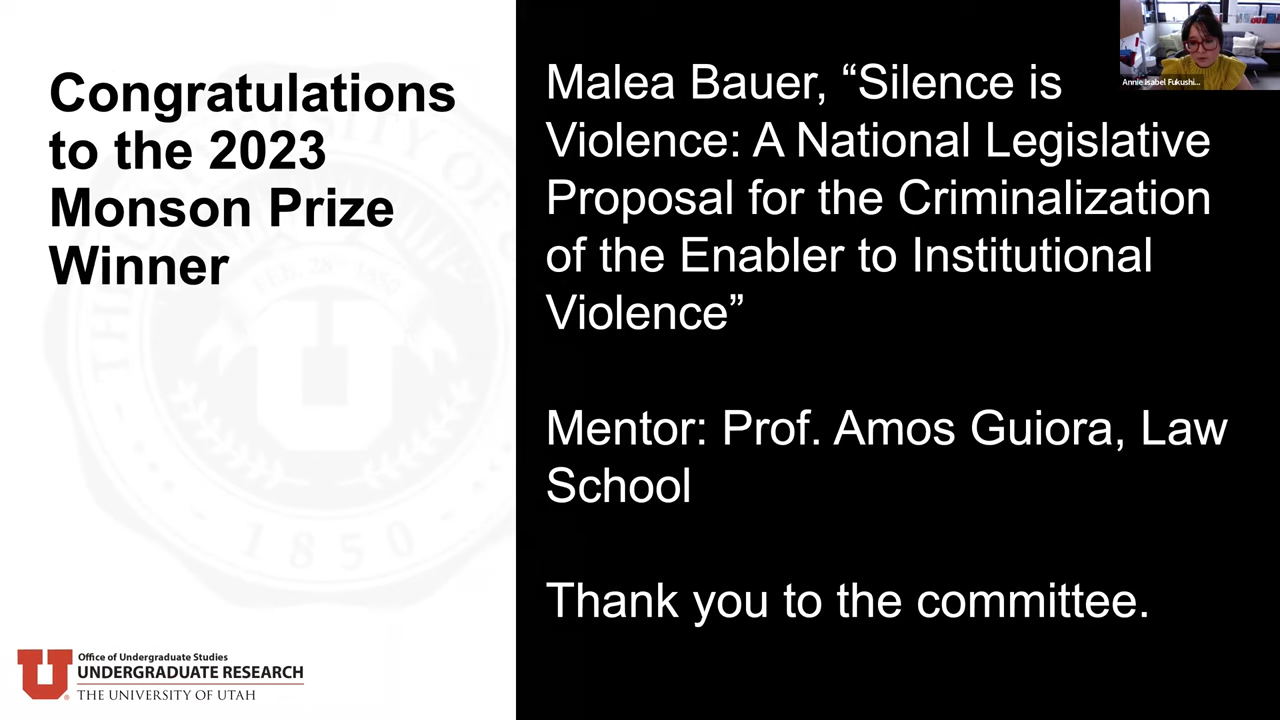 Congratulations
to the 2023
Monson Prize
Winner
Malea Bauer, “Silence is
Violence: A National Legislative
Proposal for the Criminalization
of the Enabler to Institutional
Violence”
Mentor: Prof. Amos Guiora, Law
School
Thank you to the committee.
Annie Isabel Fukushi...
Office of Undergraduate Studies
UNDERGRADUATE RESEARCH
THE UNIVERSITY OF UTAH
1850